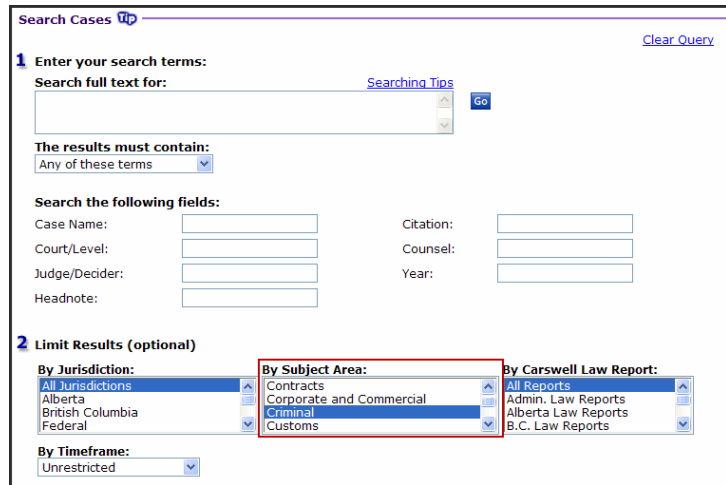 Search Cases Tip
Clear Query
1 Enter your search terms:
Search full text for: Searching Tips
Go
The results must contain:
Any of these terms
Search the following fields:
Case Name: Citation:
Court/Level: Counsel:
Judge/Decider: Year:
Headnote:
2 Limit Results (optional)
By Jurisdiction: By Subject Area: By Carswell Law Report:
All Jurisdictions Contracts All Reports
Alberta Corporate and Commercial Admin. Law Reports
British Columbia Criminal Alberta Law Reports
Federal Customs B.C. Law Reports
By Timeframe:
Unrestricted